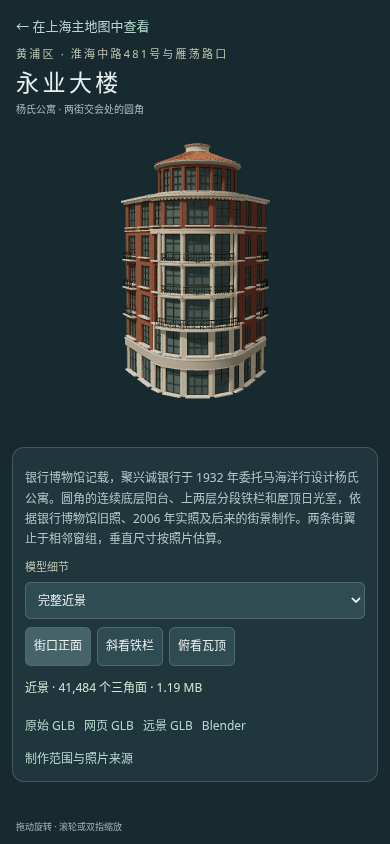 ← 在上海主地图中查看
黄浦区 · 淮海中路481号与雁荡路口
永业大楼
杨氏公寓 · 两街交会处的圆角
银行博物馆记载，聚兴诚银行于 1932 年委托马海洋行设计杨氏
公寓。圆角的连续底层阳台、上两层分段铁栏和屋顶日光室，依
据银行博物馆旧照、2006 年实照及后来的街景制作。两条街翼
止于相邻窗组，垂直尺寸按照片估算。
模型细节
完整近景
街口正面 斜看铁栏 俯看瓦顶
近景 · 41,484 个三角面 · 1.19 MB
原始 GLB 网页 GLB 远景 GLB Blender
制作范围与照片来源
拖动旋转 · 滚轮或双指缩放